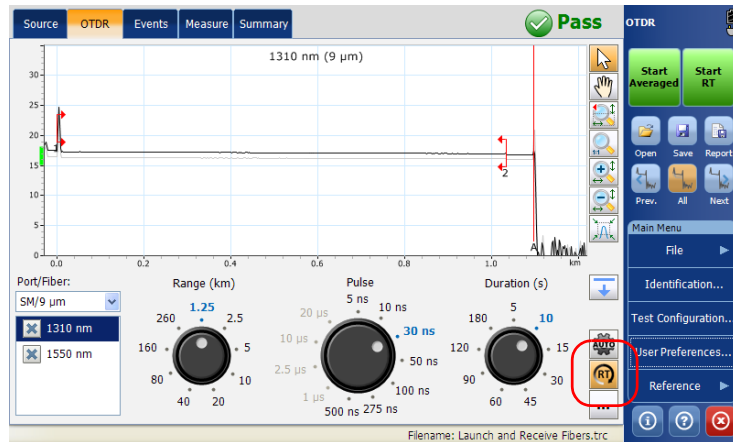 Source OTDR Events Measure Summary Pass
OTDR
1310 nm (9 µm)
30
25
20
15
10
5
0
0.0 0.2 0.4 0.6 0.8 1.0 km
2
A
1:1
Start Averaged
Start RT
Open Save Report
Prev. All Next
Main Menu
File
Identification...
Test Configuration...
User Preferences...
Reference
Port/Fiber:
SM/9 µm
1310 nm
1550 nm
Range (km)
1.25
2.5
5
10
20
40
80
160
260
Pulse
5 ns
10 ns
30 ns
50 ns
100 ns
275 ns
500 ns
1 µs
2.5 µs
10 µs
20 µs
Duration (s)
5
10
15
30
45
60
90
120
180
AUTO
RT
...
Filename: Launch and Receive Fibers.trc